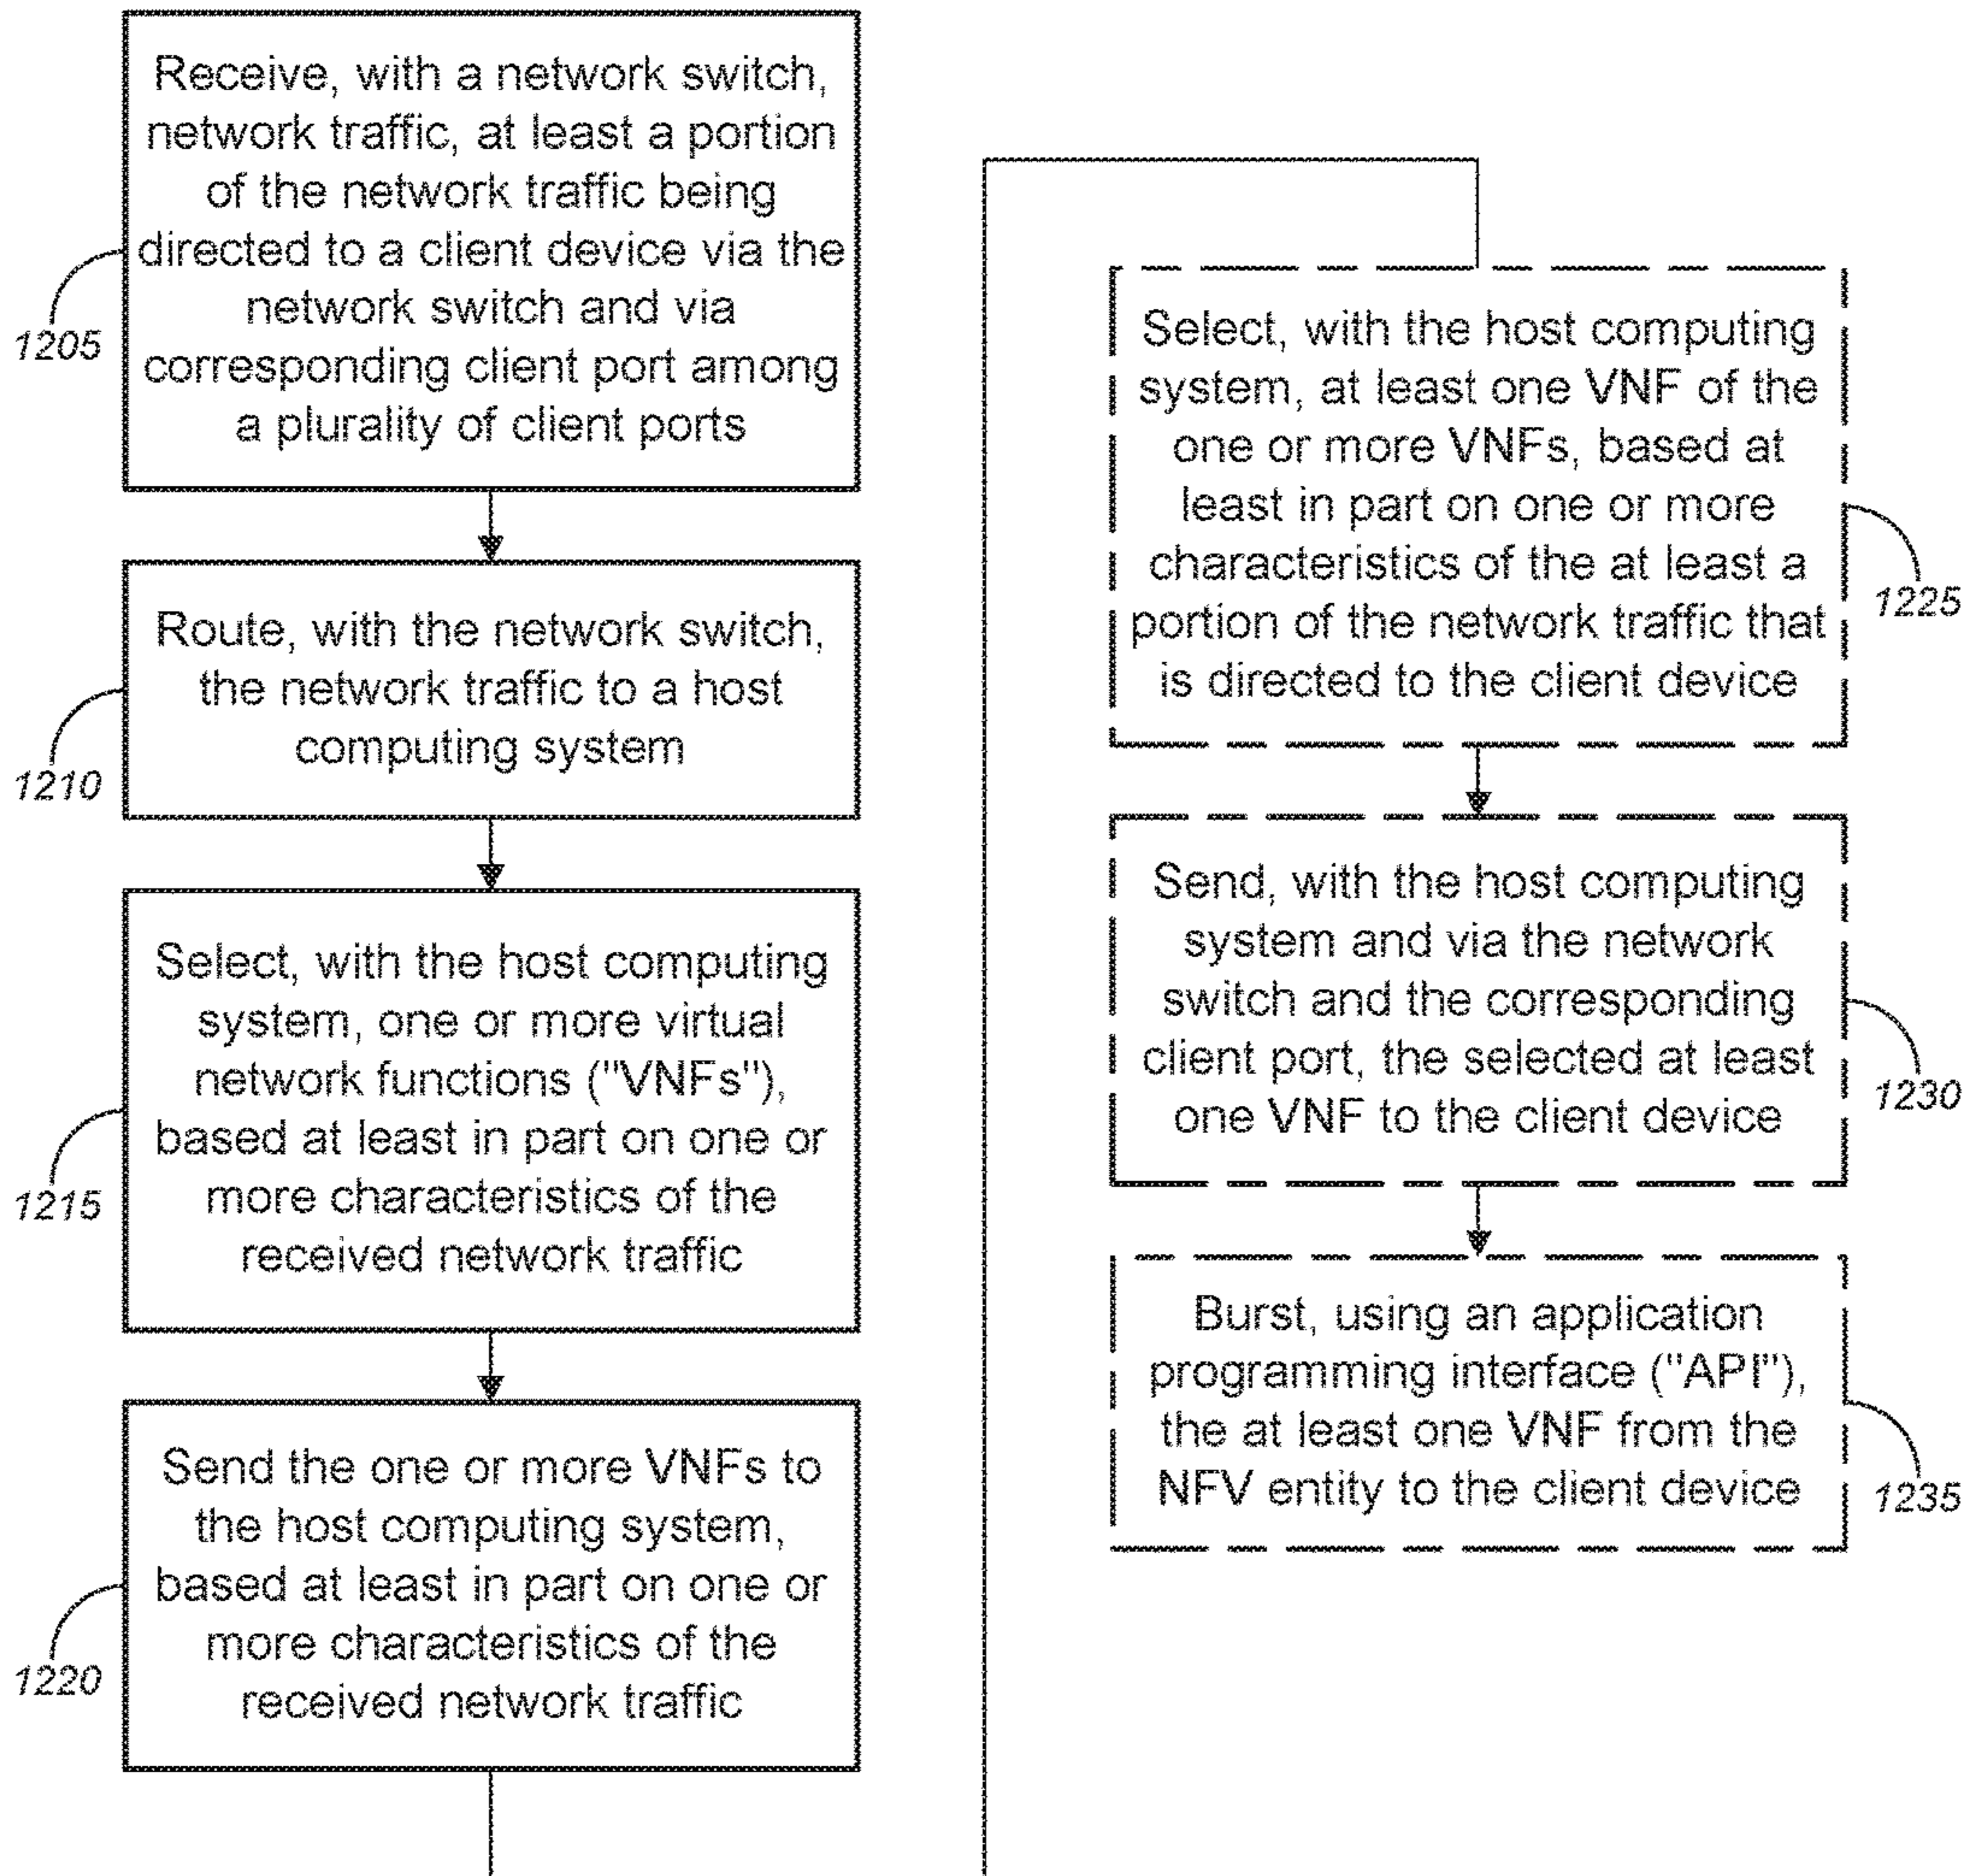 Receive, with a network switch,
network traffic, at least a portion
of the network traffic being
directed to a client device via the
network switch and via
corresponding client port among
a plurality of client ports
1205
Route, with the network switch,
the network traffic to a host
computing system
1210
Select, with the host computing
system, one or more virtual
network functions ("VNFs"),
based at least in part on one or
more characteristics of the
received network traffic
1215
Send the one or more VNFs to
the host computing system,
based at least in part on one or
more characteristics of the
received network traffic
1220
Select, with the host computing
system, at least one VNF of the
one or more VNFs, based at
least in part on one or more
characteristics of the at least a
portion of the network traffic that
is directed to the client device
1225
Send, with the host computing
system and via the network
switch and the corresponding
client port, the selected at least
one VNF to the client device
1230
Burst, using an application
programming interface ("API"),
the at least one VNF from the
NFV entity to the client device
1235